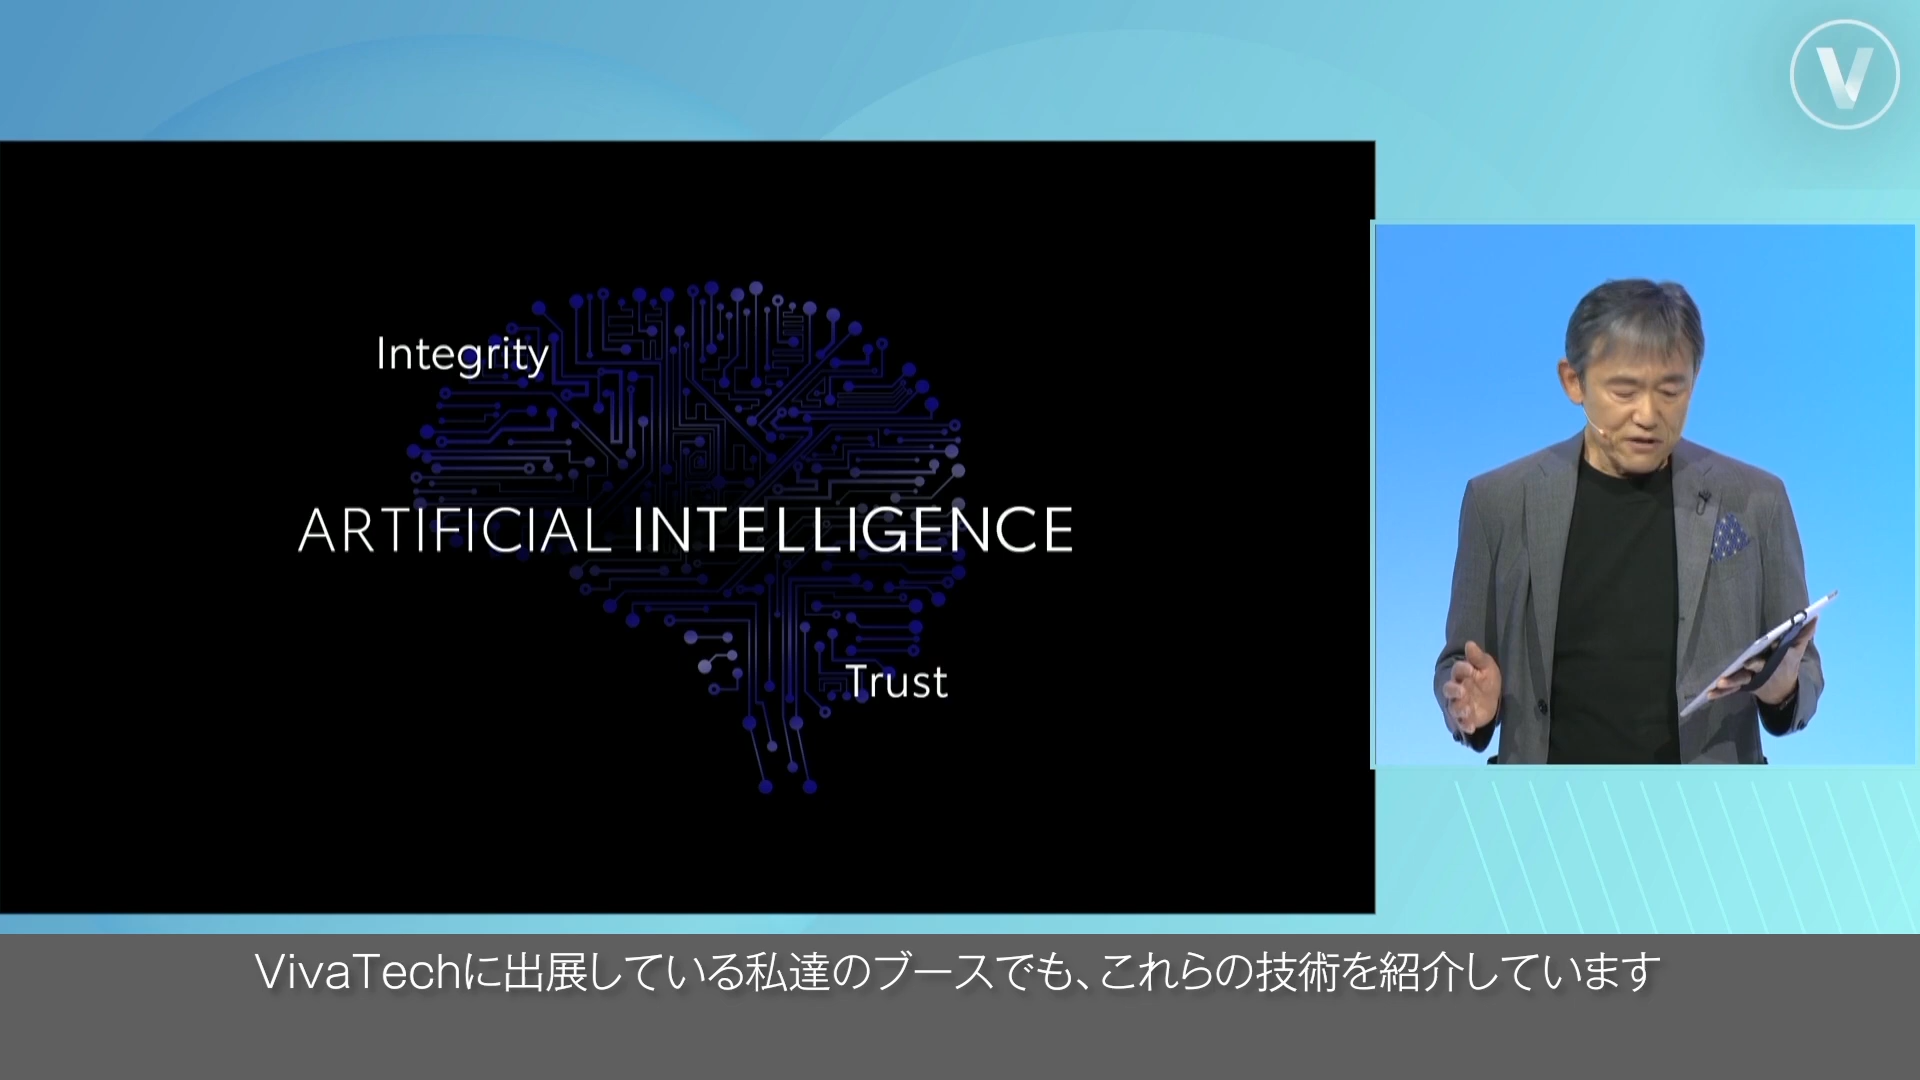 V
Integrity
ARTIFICIAL INTELLIGENCE
Trust
VivaTechに出展している私達のブースでも、これらの技術を紹介しています